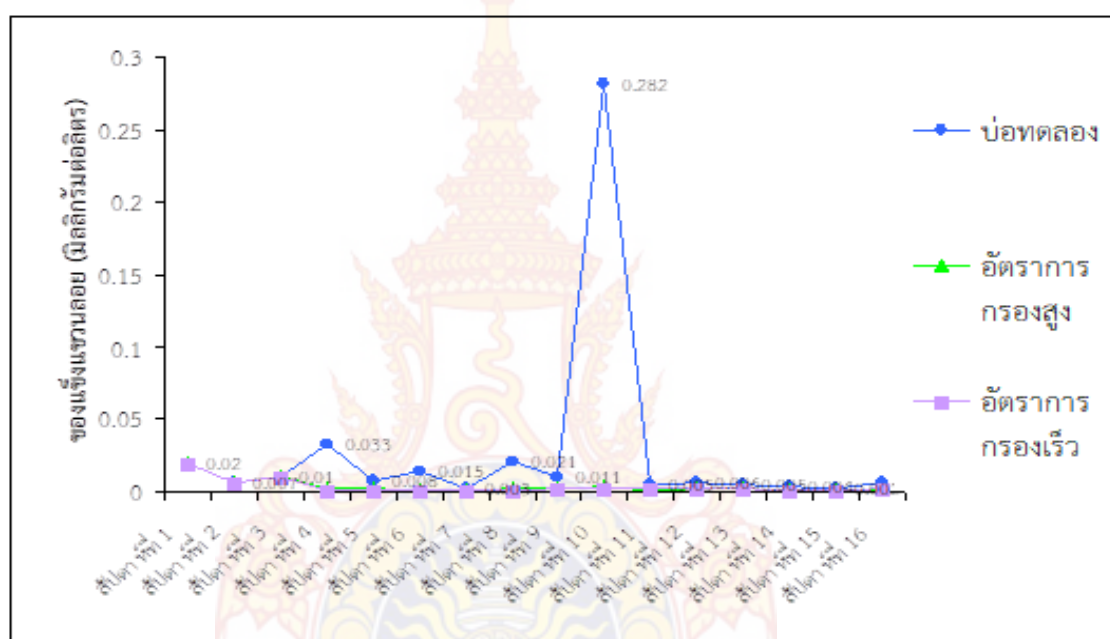 ของแข็งแขวนลอย (มิลลิกรัมต่อลิตร)
0.3
0.25
0.2
0.15
0.1
0.05
0
0.282
0.02
0.007
0.01
0.033
0.008
0.015
0.003
0.021
0.011
สัปดาห์ที่ 1
สัปดาห์ที่ 2
สัปดาห์ที่ 3
สัปดาห์ที่ 4
สัปดาห์ที่ 5
สัปดาห์ที่ 6
สัปดาห์ที่ 7
สัปดาห์ที่ 8
สัปดาห์ที่ 9
สัปดาห์ที่ 10
สัปดาห์ที่ 11
สัปดาห์ที่ 12
สัปดาห์ที่ 13
สัปดาห์ที่ 14
สัปดาห์ที่ 15
สัปดาห์ที่ 16
บ่อทดลอง
อัตราการ
กรองสูง
อัตราการ
กรองเร็ว